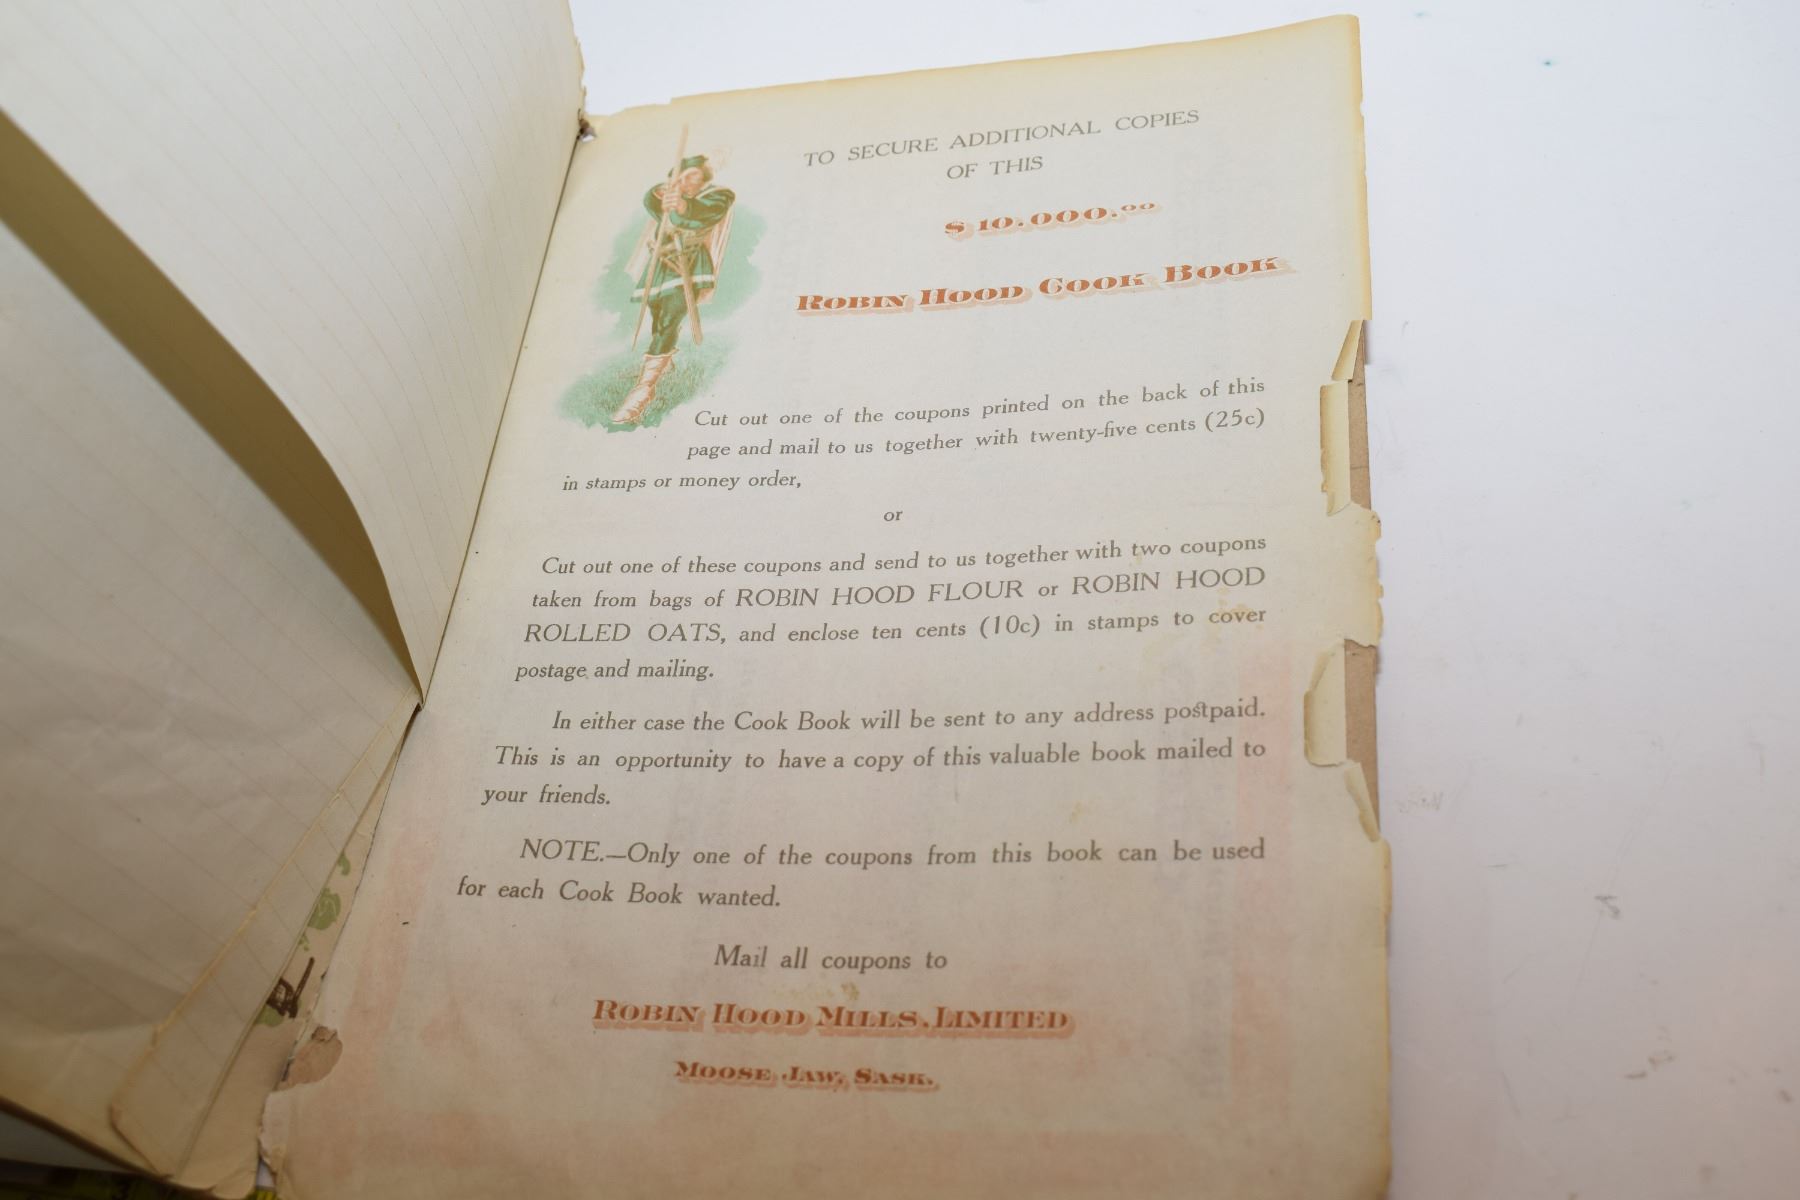 TO SECURE ADDITIONAL COPIES
OF THIS
$10.000.00
ROBIN HOOD COOK BOOK
Cut out one of the coupons printed on the back of this
page and mail to us together with twenty-five cents (25c)
in stamps or money order,
or
Cut out one of these coupons and send to us together with two coupons
taken from bags of ROBIN HOOD FLOUR or ROBIN HOOD
ROLLED OATS, and enclose ten cents (10c) in stamps to cover
postage and mailing.
In either case the Cook Book will be sent to any address postpaid.
This is an opportunity to have a copy of this valuable book mailed to
your friends.
NOTE.—Only one of the coupons from this book can be used
for each Cook Book wanted.
Mail all coupons to
ROBIN HOOD MILLS, LIMITED
MOOSE JAW, SASK.